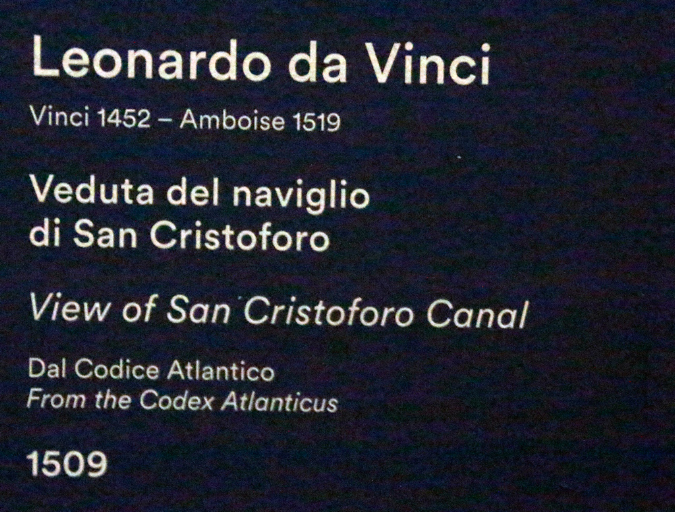 Leonardo da Vinci
Vinci 1452 – Amboise 1519
Veduta del naviglio
di San Cristoforo
View of San Cristoforo Canal
Dal Codice Atlantico
From the Codex Atlanticus
1509